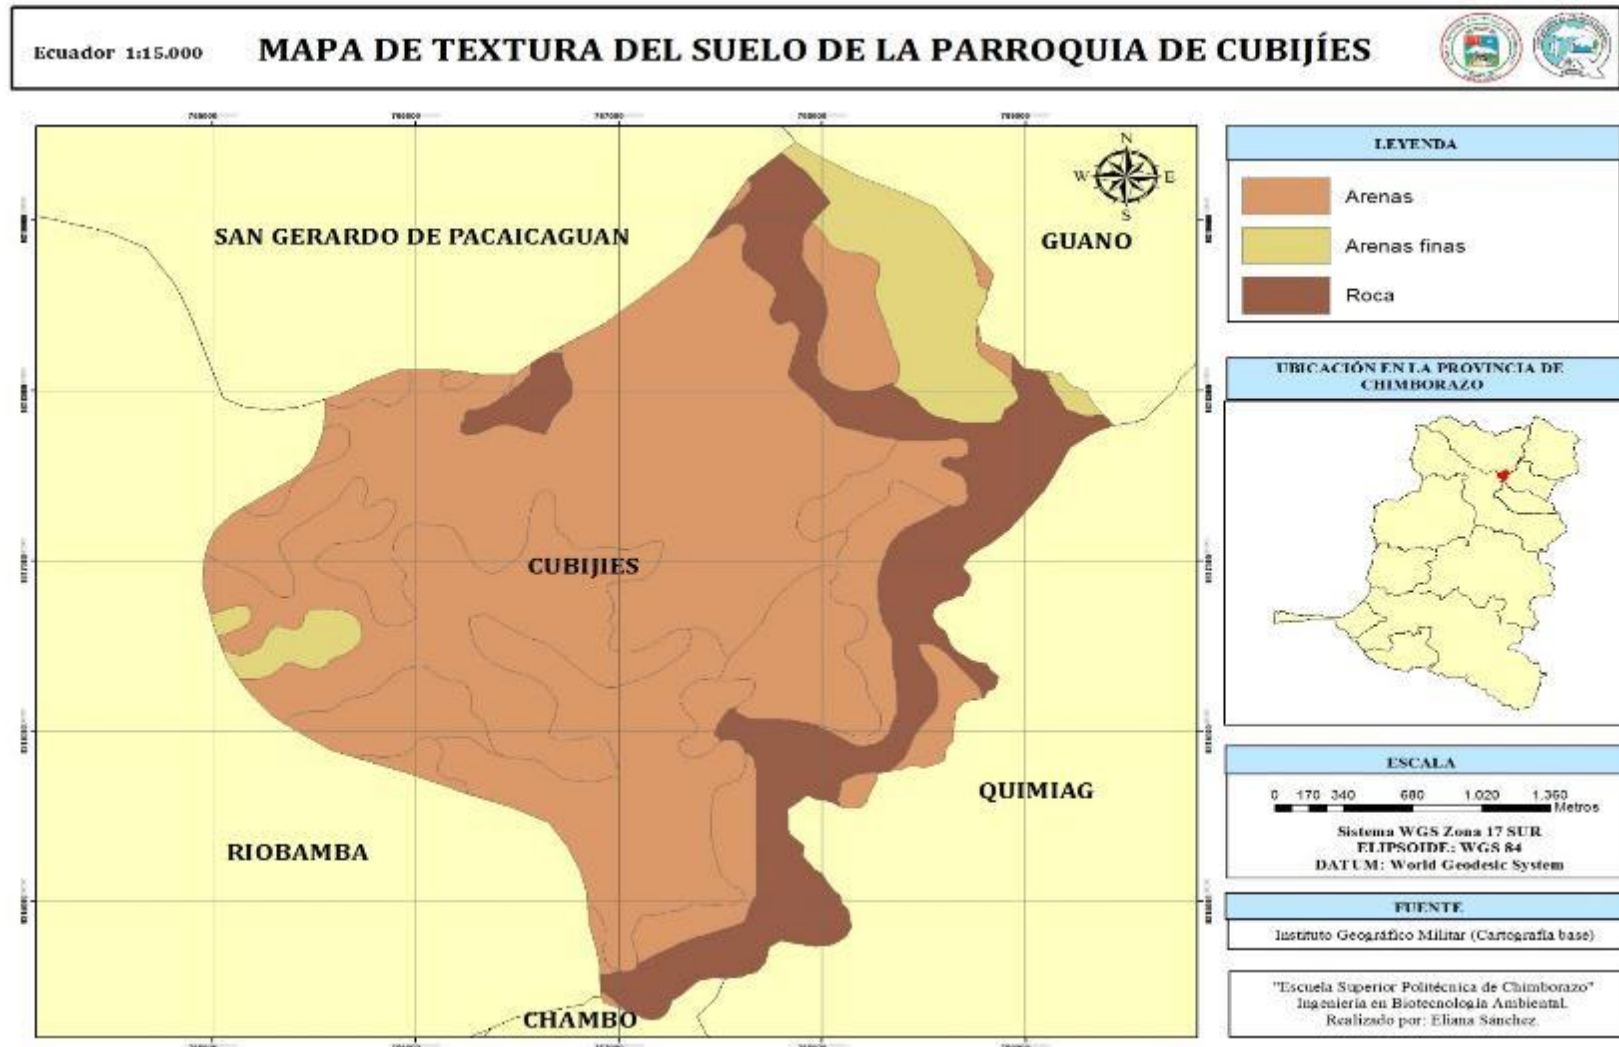 Ecuador 1:15.000
MAPA DE TEXTURA DEL SUELO DE LA PARROQUIA DE CUBIJÍES
N
W
E
S
SAN GERARDO DE PACAICAGUAN
GUANO
CUBIJIES
QUIMIAG
RIOBAMBA
CHAMBO
LEYENDA
Arenas
Arenas finas
Roca
UBICACIÓN EN LA PROVINCIA DE
CHIMBORAZO
ESCALA
0 170 340 680 1.020 1.360
Metros
Sistema WGS Zona 17 SUR
ELIPSOIDE: WGS 84
DATUM: World Geodesic System
FUENTE
Instituto Geográfico Militar (Cartografía base)
"Escuela Superior Politécnica de Chimborazo"
Ingeniería en Biotecnología Ambiental.
Realizado por: Eliana Sánchez.